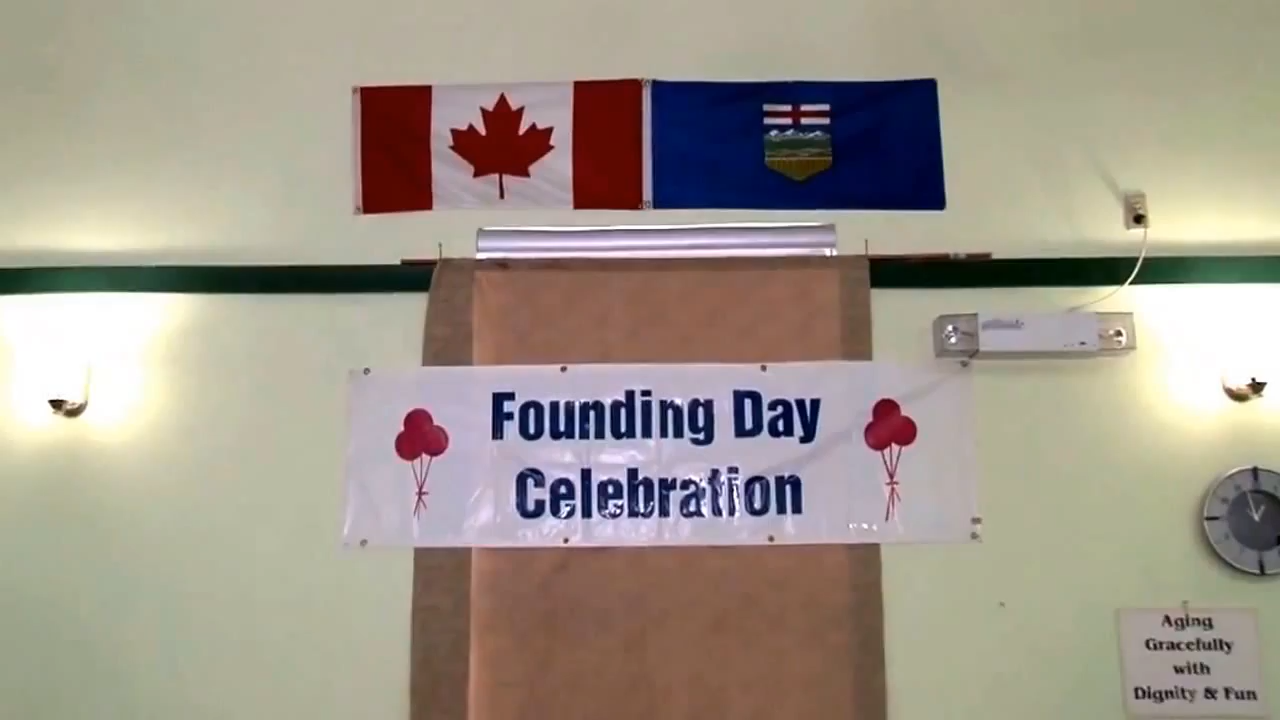 Founding Day
Celebration
Aging
Gracefully
with
Dignity & Fun